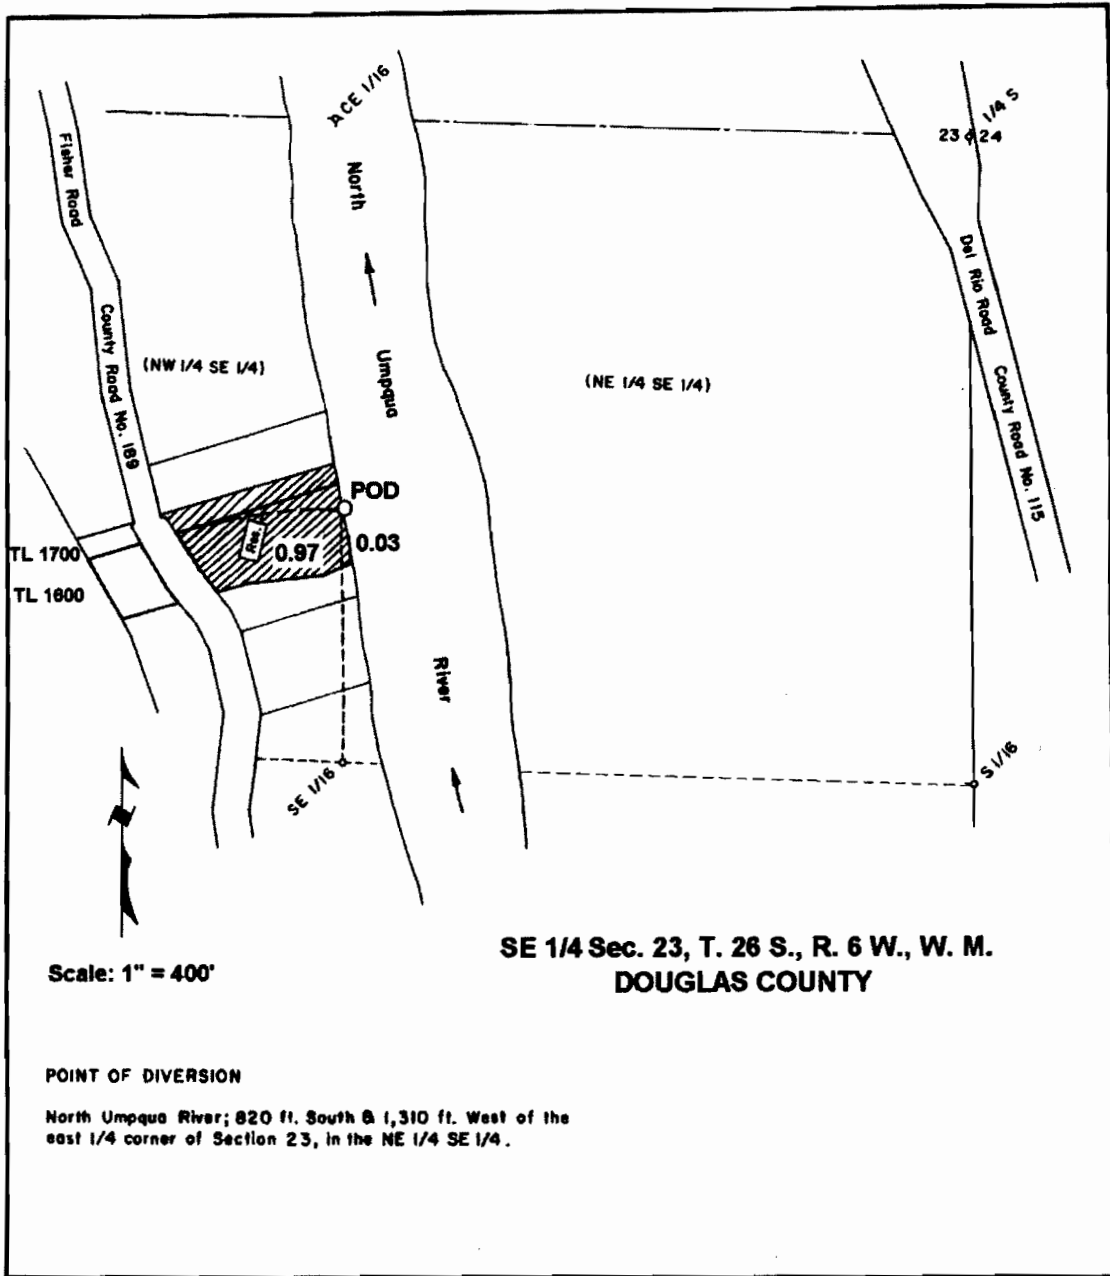 CE 1/16
1/4 S
23 24
Fisher Road
North
Del Rio Road
County Road No. 189
(NW 1/4 SE 1/4)
Umpqua
(NE 1/4 SE 1/4)
County Road No. 115
POD
Res.
0.97
0.03
TL 1700
TL 1600
River
SE 1/16
S 1/16
SE 1/4 Sec. 23, T. 26 S., R. 6 W., W. M.
DOUGLAS COUNTY
Scale: 1" = 400'
POINT OF DIVERSION
North Umpqua River; 820 ft. South & 1,310 ft. West of the
east 1/4 corner of Section 23, in the NE 1/4 SE 1/4.